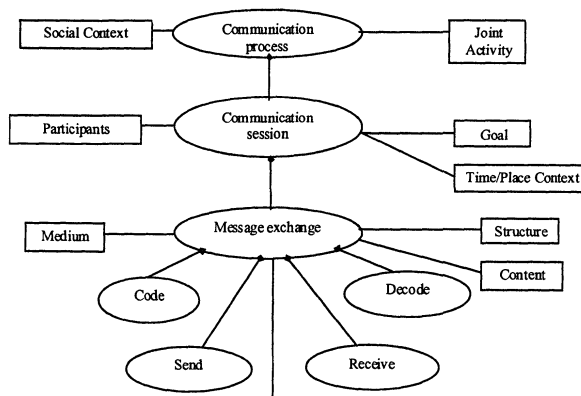 Social Context
Communication
process
Joint
Activity
Participants
Communication
session
Goal
Time/Place Context
Medium
Message exchange
Structure
Content
Code
Decode
Send
Receive